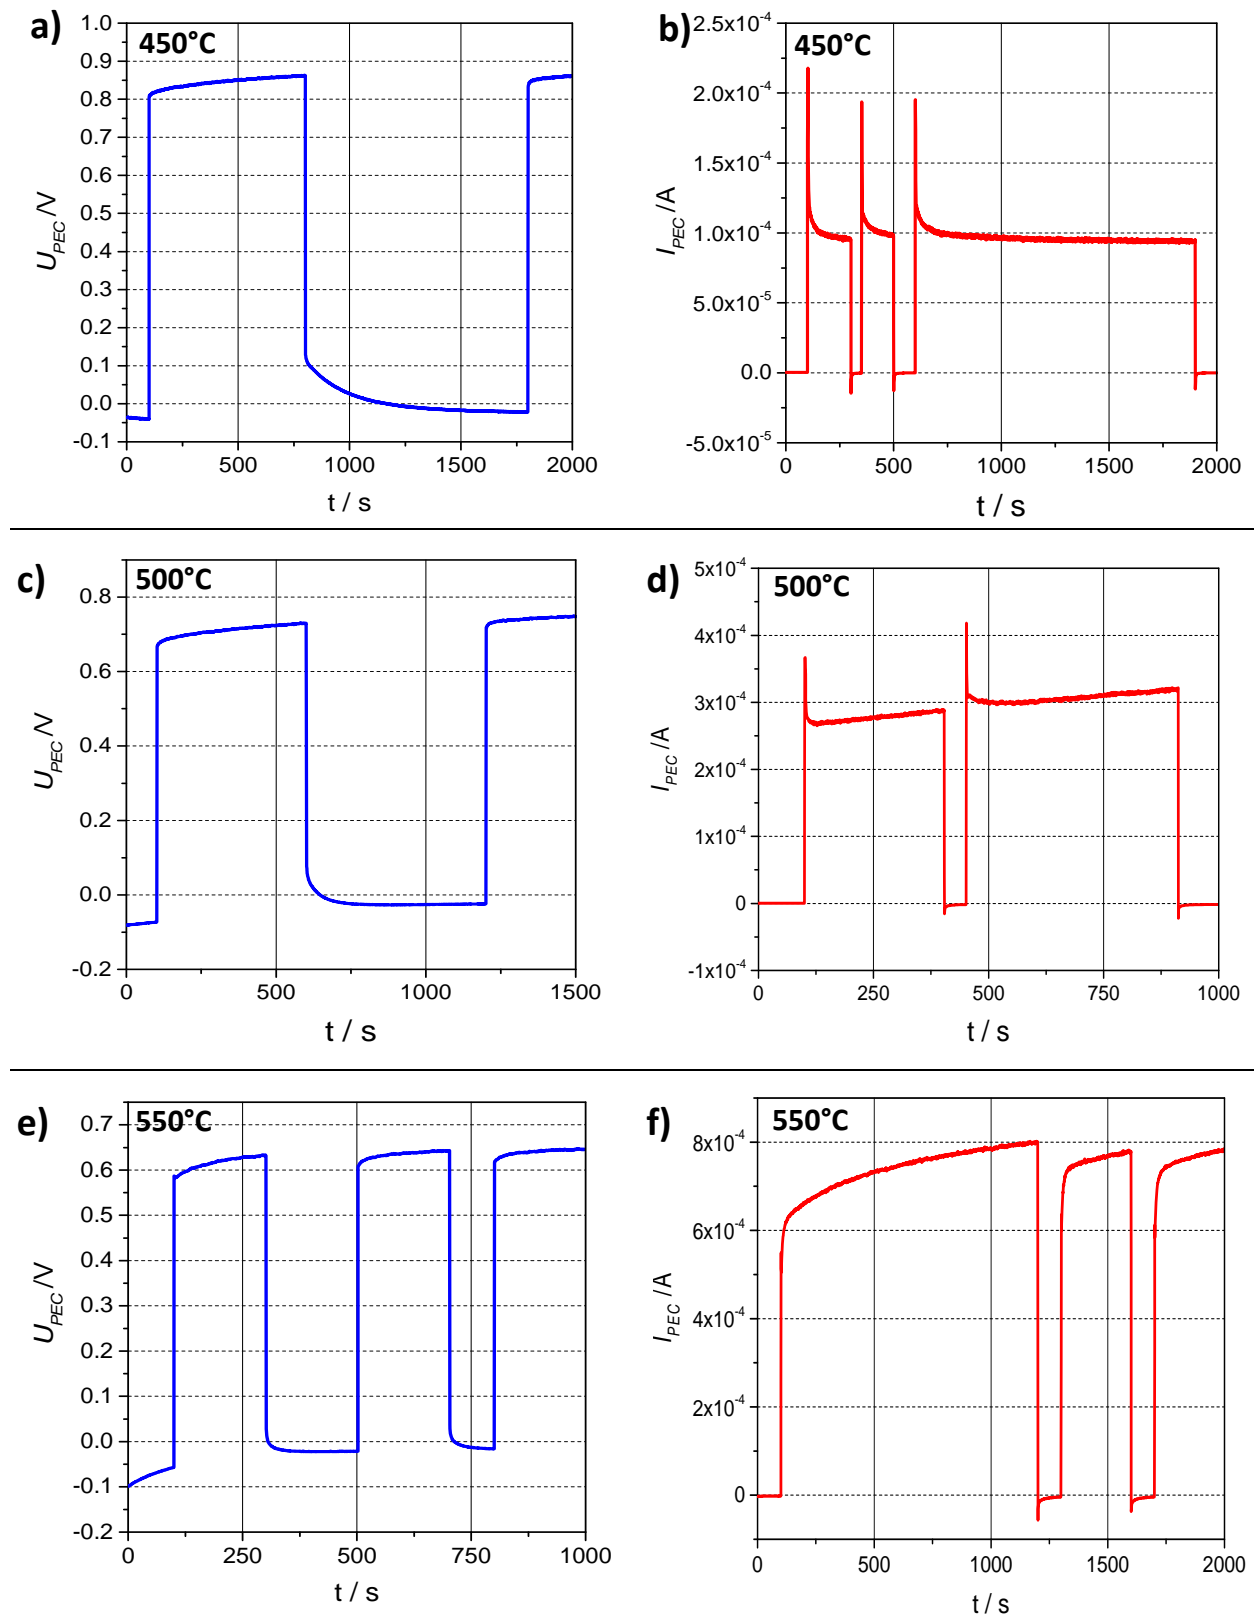 a)
450°C
1.0
0.9
0.8
0.7
0.6
0.5
0.4
0.3
0.2
0.1
0.0
-0.1
U_PEC /V
0 500 1000 1500 2000
t / s
b)
450°C
2.5x10⁻⁴
2.0x10⁻⁴
1.5x10⁻⁴
1.0x10⁻⁴
5.0x10⁻⁵
0.0
-5.0x10⁻⁵
I_PEC /A
0 500 1000 1500 2000
t / s
c)
500°C
0.8
0.6
0.4
0.2
0.0
-0.2
U_PEC /V
0 500 1000 1500
t / s
d)
500°C
5x10⁻⁴
4x10⁻⁴
3x10⁻⁴
2x10⁻⁴
1x10⁻⁴
0
-1x10⁻⁴
I_PEC /A
0 250 500 750 1000
t / s
e)
550°C
0.7
0.6
0.5
0.4
0.3
0.2
0.1
0.0
-0.1
-0.2
U_PEC /V
0 250 500 750 1000
t / s
f)
550°C
8x10⁻⁴
6x10⁻⁴
4x10⁻⁴
2x10⁻⁴
0
I_PEC /A
0 500 1000 1500 2000
t / s